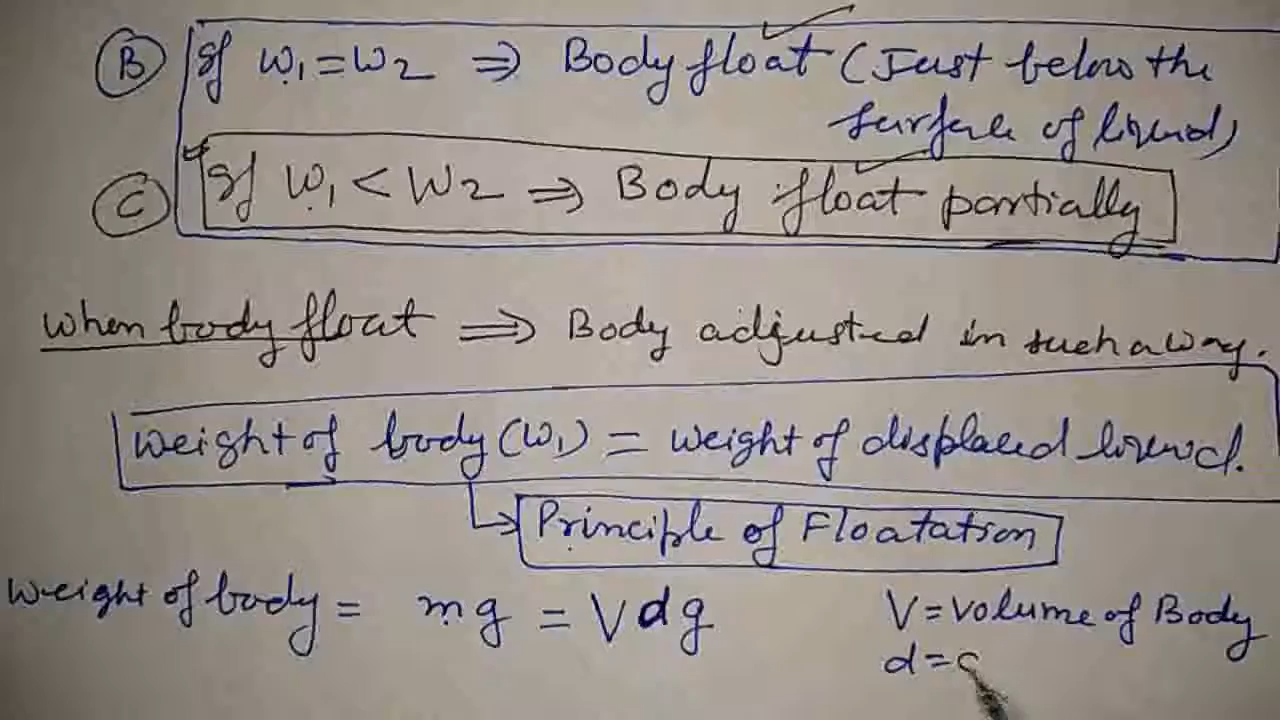 B If W1 = W2 ⇒ Body float (Just below the
surface of liquid)
C If W1 < W2 ⇒ Body float partially
When body float ⇒ Body adjusted in such a way.
Weight of body (W1) = weight of displaced liquid.
Principle of Floatation
Weight of body = mg = Vdg
V = Volume of Body
d =